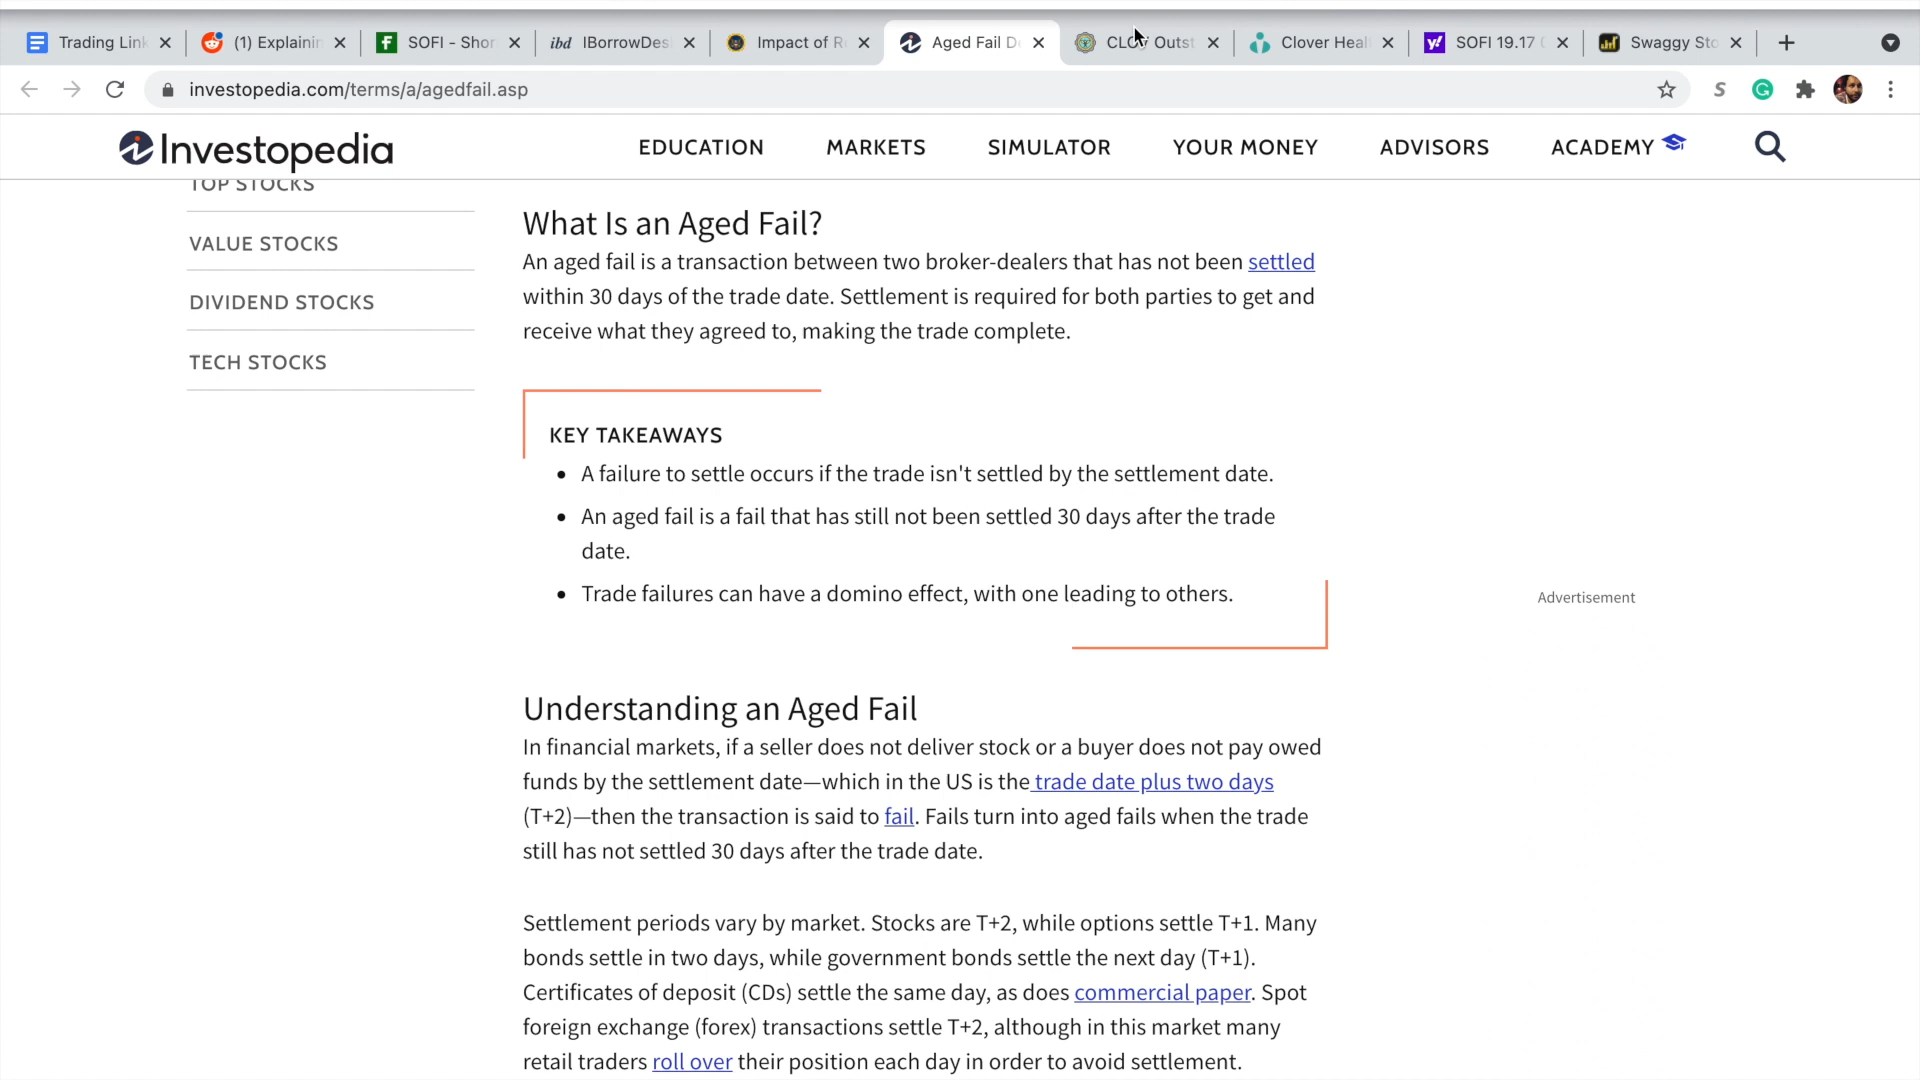 Trading Link
(1) Explainin
SOFI - Shor
ibd IBorrowDes
Impact of R
Aged Fail De
CLOV Outst
Clover Heal
SOFI 19.17
Swaggy Sto
investopedia.com/terms/a/agedfail.asp
Investopedia
EDUCATION
MARKETS
SIMULATOR
YOUR MONEY
ADVISORS
ACADEMY
TOP STOCKS
VALUE STOCKS
DIVIDEND STOCKS
TECH STOCKS
What Is an Aged Fail?
An aged fail is a transaction between two broker-dealers that has not been settled
within 30 days of the trade date. Settlement is required for both parties to get and
receive what they agreed to, making the trade complete.
KEY TAKEAWAYS
• A failure to settle occurs if the trade isn't settled by the settlement date.
• An aged fail is a fail that has still not been settled 30 days after the trade
date.
• Trade failures can have a domino effect, with one leading to others.
Advertisement
Understanding an Aged Fail
In financial markets, if a seller does not deliver stock or a buyer does not pay owed
funds by the settlement date—which in the US is the trade date plus two days
(T+2)—then the transaction is said to fail. Fails turn into aged fails when the trade
still has not settled 30 days after the trade date.
Settlement periods vary by market. Stocks are T+2, while options settle T+1. Many
bonds settle in two days, while government bonds settle the next day (T+1).
Certificates of deposit (CDs) settle the same day, as does commercial paper. Spot
foreign exchange (forex) transactions settle T+2, although in this market many
retail traders roll over their position each day in order to avoid settlement.